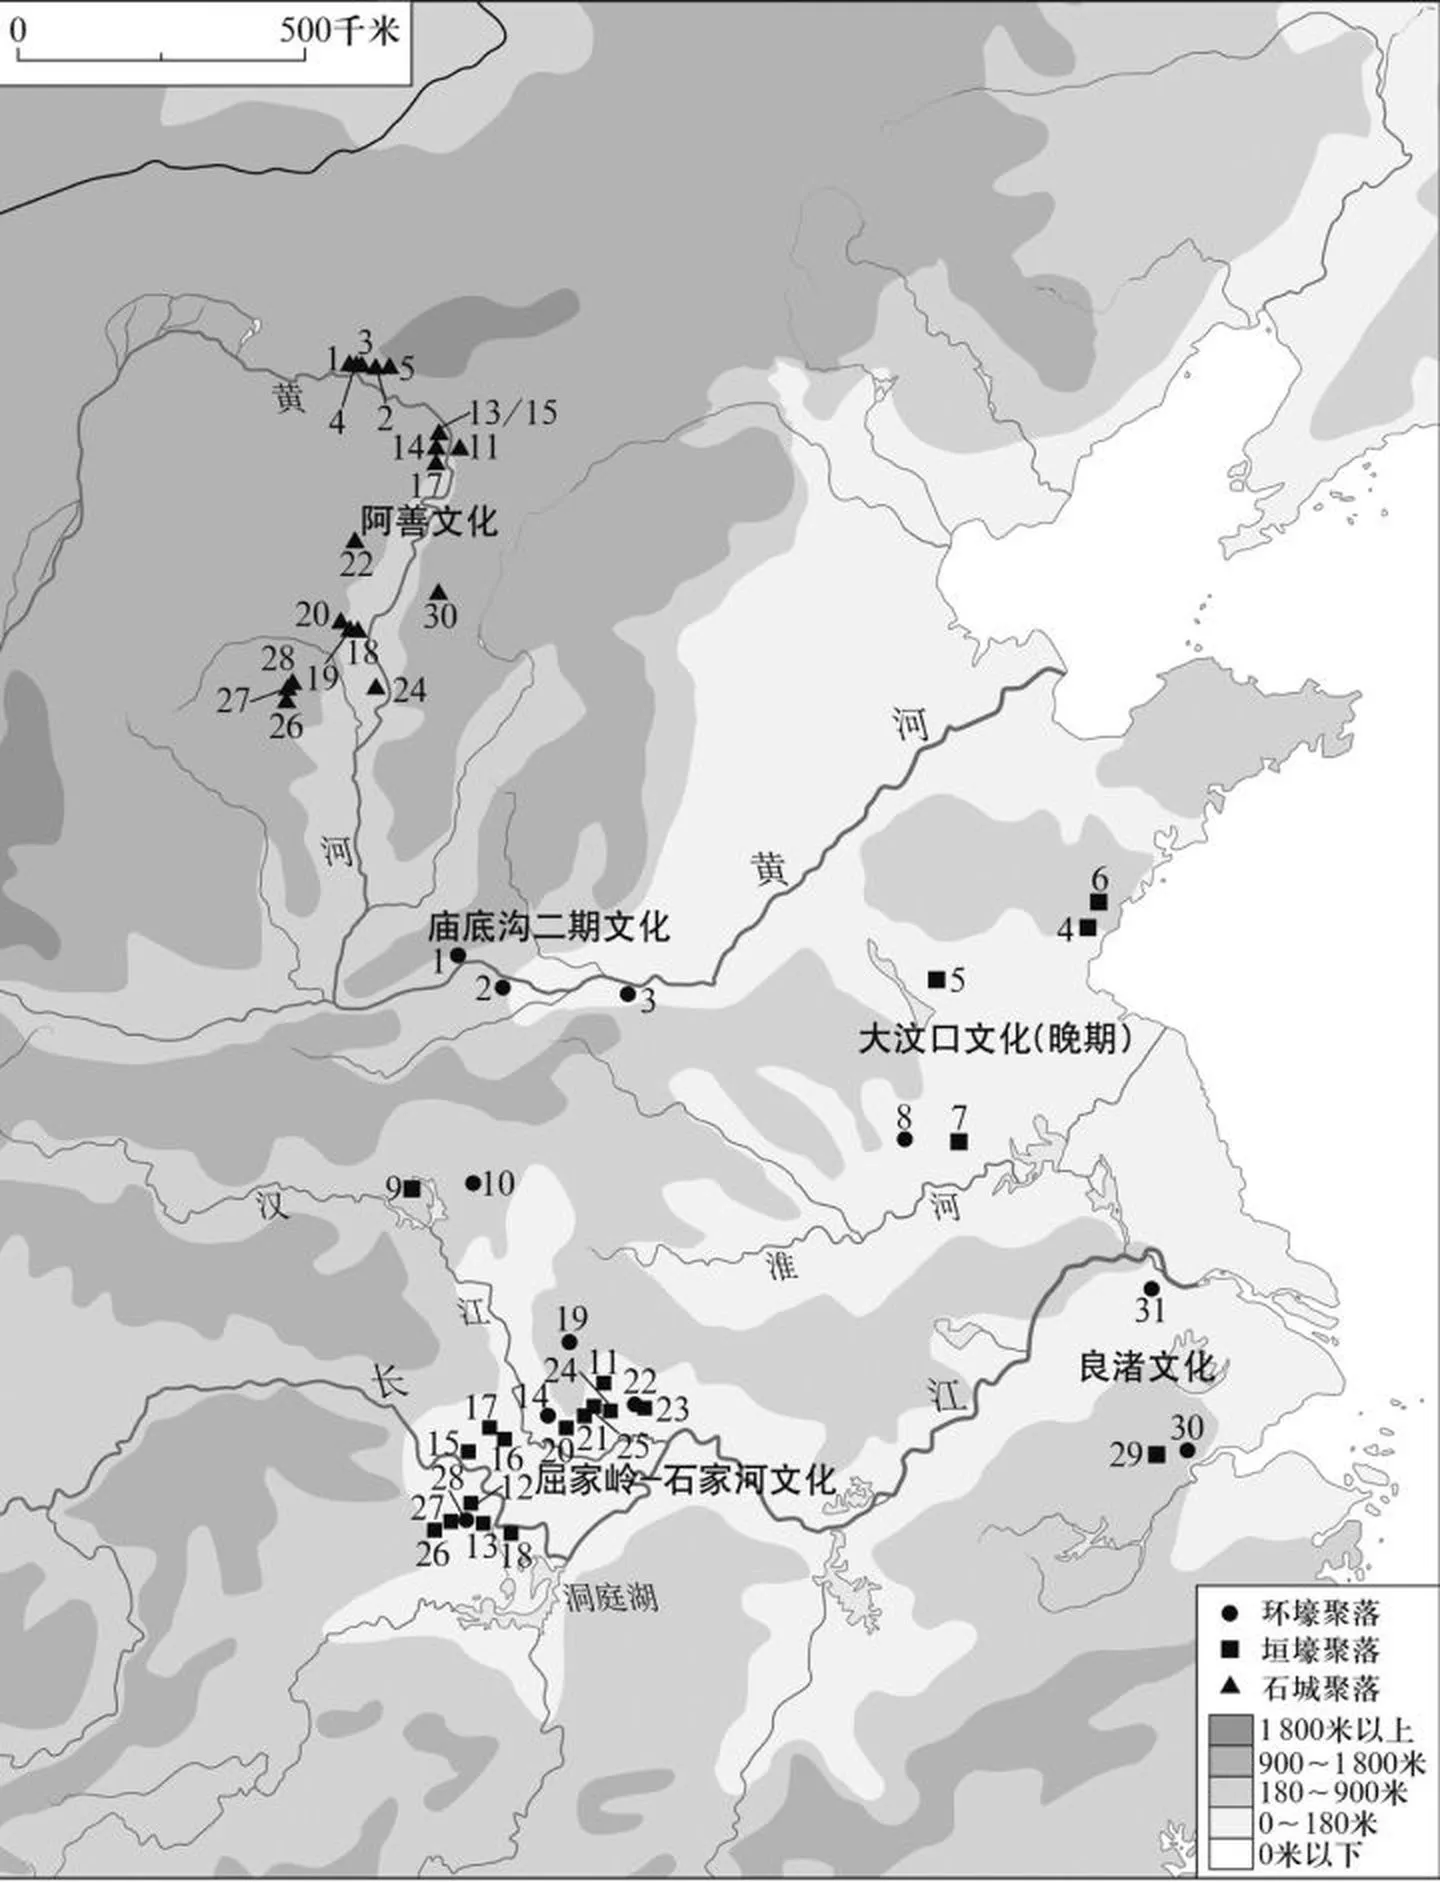 0 500千米
3
1 5
黄
4 2
13/15
14 11
17
阿善文化
22
20 30
28 19 18
27 24
26
河
河
黄
6
4
庙底沟二期文化
1
2 3
5
大汶口文化(晚期)
8 7
9 10
汉
河
淮
江
31
19
长
24 11 22
良渚文化
江
17 14 23
15 16 20 21 25
30
29
28 12
屈家岭–石家河文化
27
26 13 18
洞庭湖
环壕聚落
垣壕聚落
石城聚落
1 800米以上
900～1 800米
180～900米
0～180米
0米以下